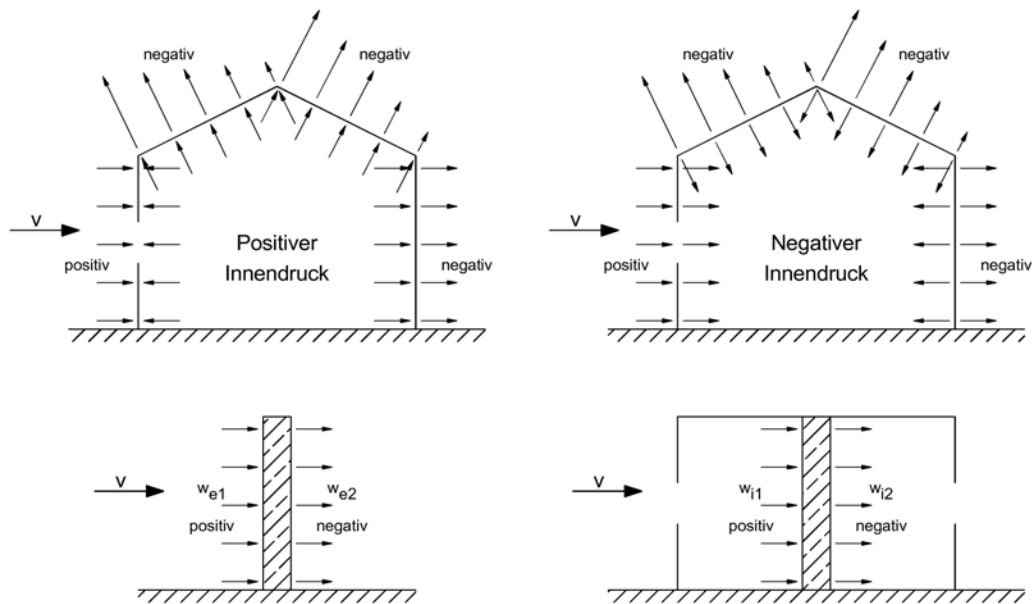 negativ
negativ
v
positiv
Positiver
Innendruck
negativ
negativ
negativ
v
positiv
Negativer
Innendruck
negativ
v
we1
we2
positiv
negativ
v
wi1
wi2
positiv
negativ